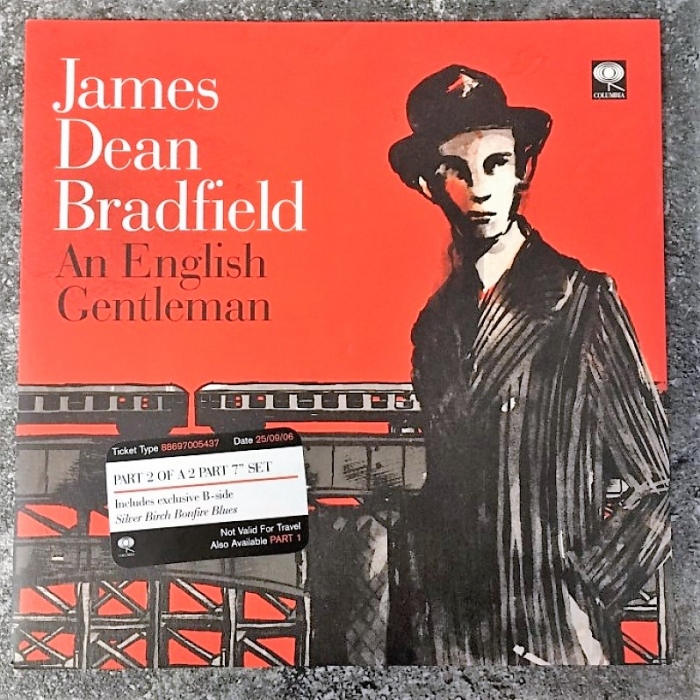 James
Dean
Bradfield
An English
Gentleman
COLUMBIA
Ticket Type 88697005437 Date 25/09/06
PART 2 OF A 2 PART 7" SET
Includes exclusive B-side
Silver Birch Bonfire Blues
Not Valid For Travel
Also Available PART 1
COLUMBIA